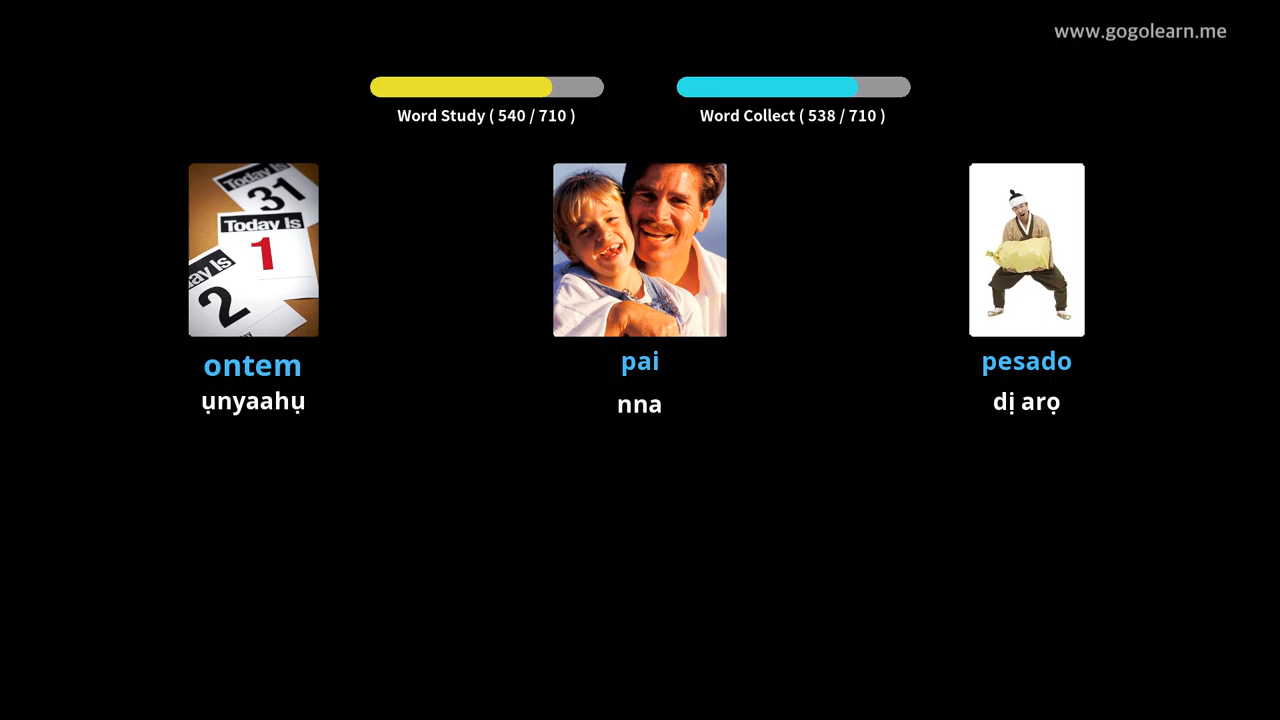 www.gogolearn.me
Word Study ( 540 / 710 )
Word Collect ( 538 / 710 )
Today Is
31
Today Is
1
ay Is
2
ontem
ụnyaahụ
pai
nna
pesado
dị arọ